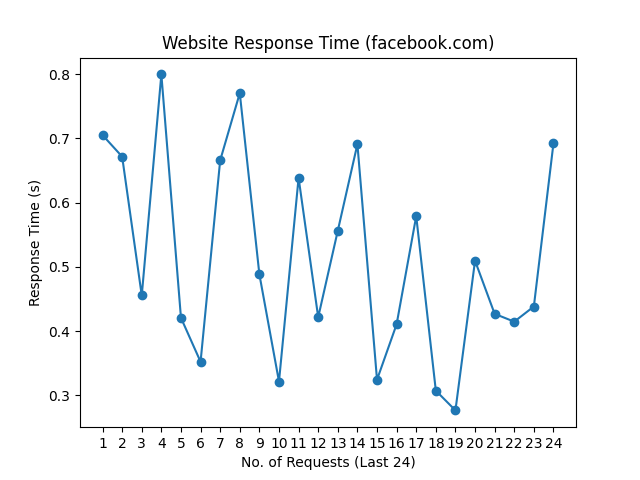 Website Response Time (facebook.com)
0.8
0.7
0.6
0.5
0.4
0.3
Response Time (s)
1 2 3 4 5 6 7 8 9 10 11 12 13 14 15 16 17 18 19 20 21 22 23 24
No. of Requests (Last 24)